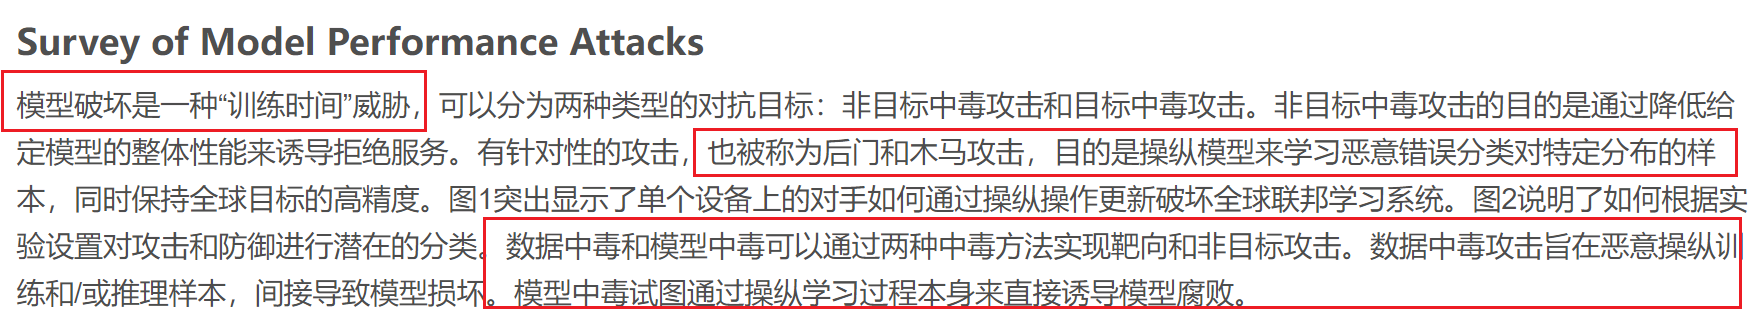 Survey of Model Performance Attacks
模型破坏是一种“训练时间”威胁，可以分为两种类型的对抗目标：非目标中毒攻击和目标中毒攻击。非目标中毒攻击的目的是通过降低给
定模型的整体性能来诱导拒绝服务。有针对性的攻击，也被称为后门和木马攻击，目的是操纵模型来学习恶意错误分类对特定分布的样
本，同时保持全球目标的高精度。图1突出显示了单个设备上的对手如何通过操纵操作更新破坏全球联邦学习系统。图2说明了如何根据实
验设置对攻击和防御进行潜在的分类。数据中毒和模型中毒可以通过两种中毒方法实现靶向和非目标攻击。数据中毒攻击旨在恶意操纵训
练和/或推理样本，间接导致模型损坏。模型中毒试图通过操纵学习过程本身来直接诱导模型腐败。